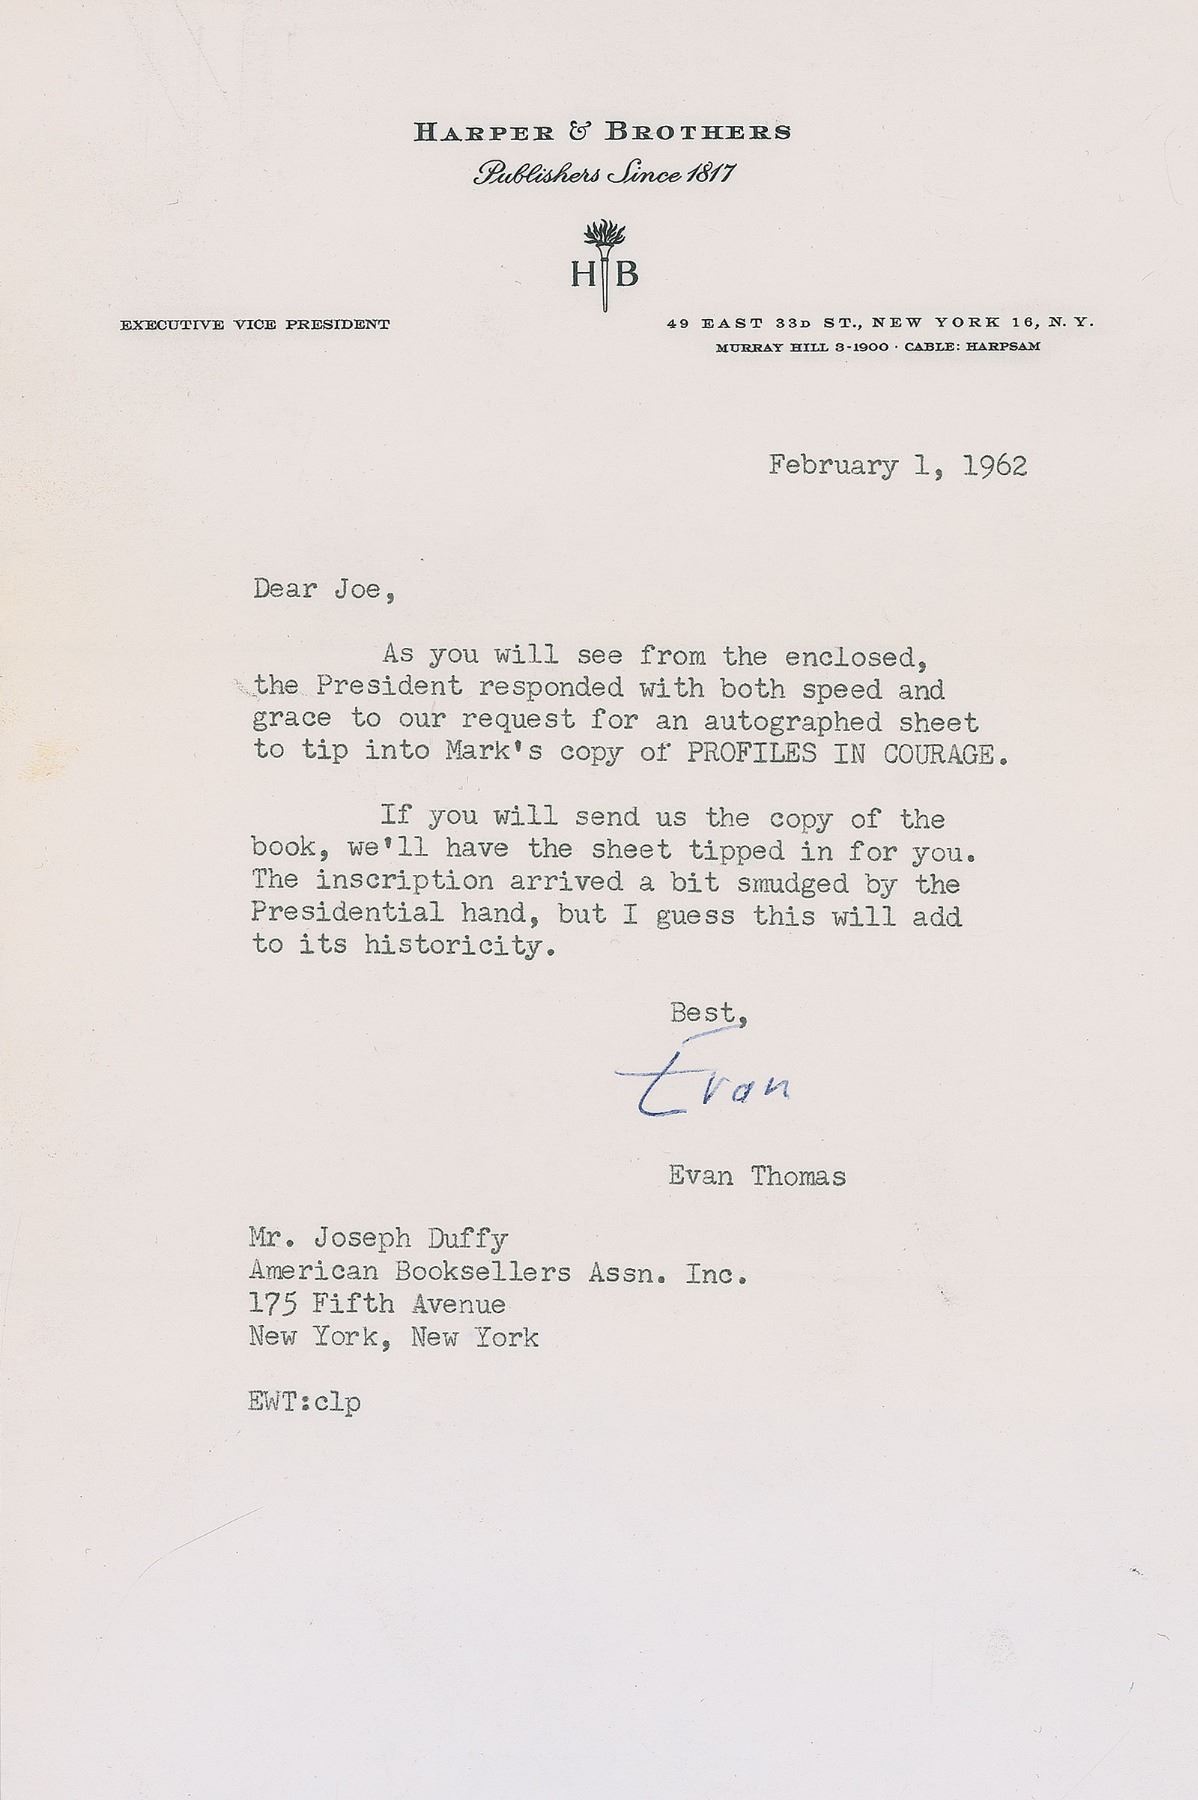 HARPER & BROTHERS
Publishers Since 1817
H B
EXECUTIVE VICE PRESIDENT
49 EAST 33D ST., NEW YORK 16, N. Y.
MURRAY HILL 3-1900 · CABLE: HARPSAM
February 1, 1962
Dear Joe,
As you will see from the enclosed,
the President responded with both speed and
grace to our request for an autographed sheet
to tip into Mark's copy of PROFILES IN COURAGE.
If you will send us the copy of the
book, we'll have the sheet tipped in for you.
The inscription arrived a bit smudged by the
Presidential hand, but I guess this will add
to its historicity.
Best,
Evan
Evan Thomas
Mr. Joseph Duffy
American Booksellers Assn. Inc.
175 Fifth Avenue
New York, New York
EWT:clp